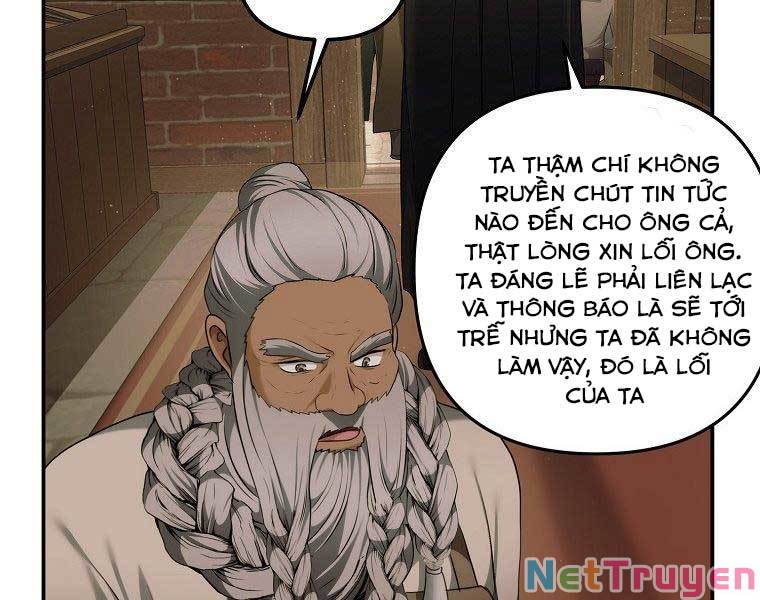 TA THẬM CHÍ KHÔNG
TRUYỀN CHÚT TIN TỨC
NÀO ĐẾN CHO ÔNG CẢ,
THẬT LÒNG XIN LỖI ÔNG.
TA ĐÁNG LẼ PHẢI LIÊN LẠC
VÀ THÔNG BÁO LÀ SẼ TỚI
TRỄ NHƯNG TA ĐÃ KHÔNG
LÀM VẬY, ĐÓ LÀ LỖI
CỦA TA
NetTruyen